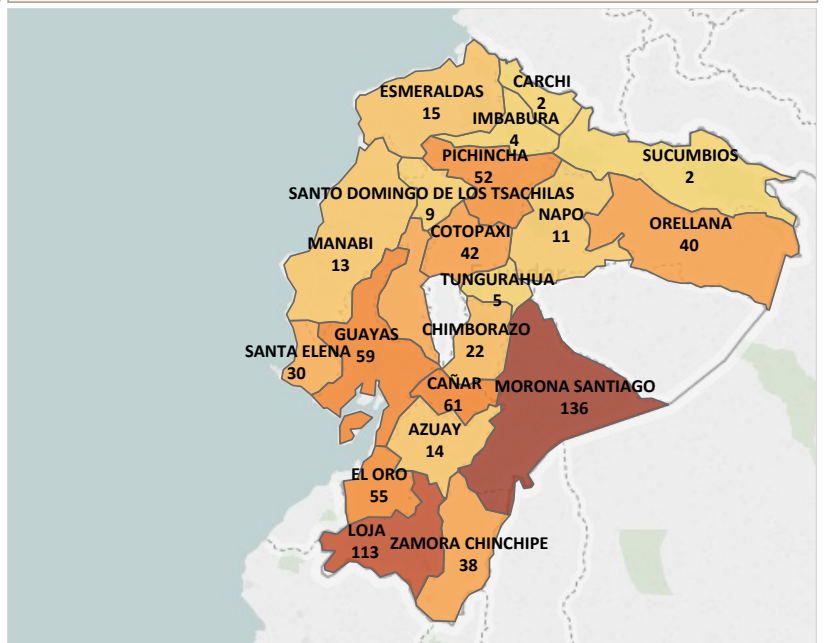 CARCHI
2
ESMERALDAS
15
IMBABURA
4
PICHINCHA
52
SUCUMBIOS
2
SANTO DOMINGO DE LOS TSACHILAS
9
NAPO
11
ORELLANA
40
COTOPAXI
42
MANABI
13
TUNGURAHUA
5
GUAYAS
59
CHIMBORAZO
22
SANTA ELENA
30
CAÑAR
61
MORONA SANTIAGO
136
AZUAY
14
EL ORO
55
LOJA
113
ZAMORA CHINCHIPE
38